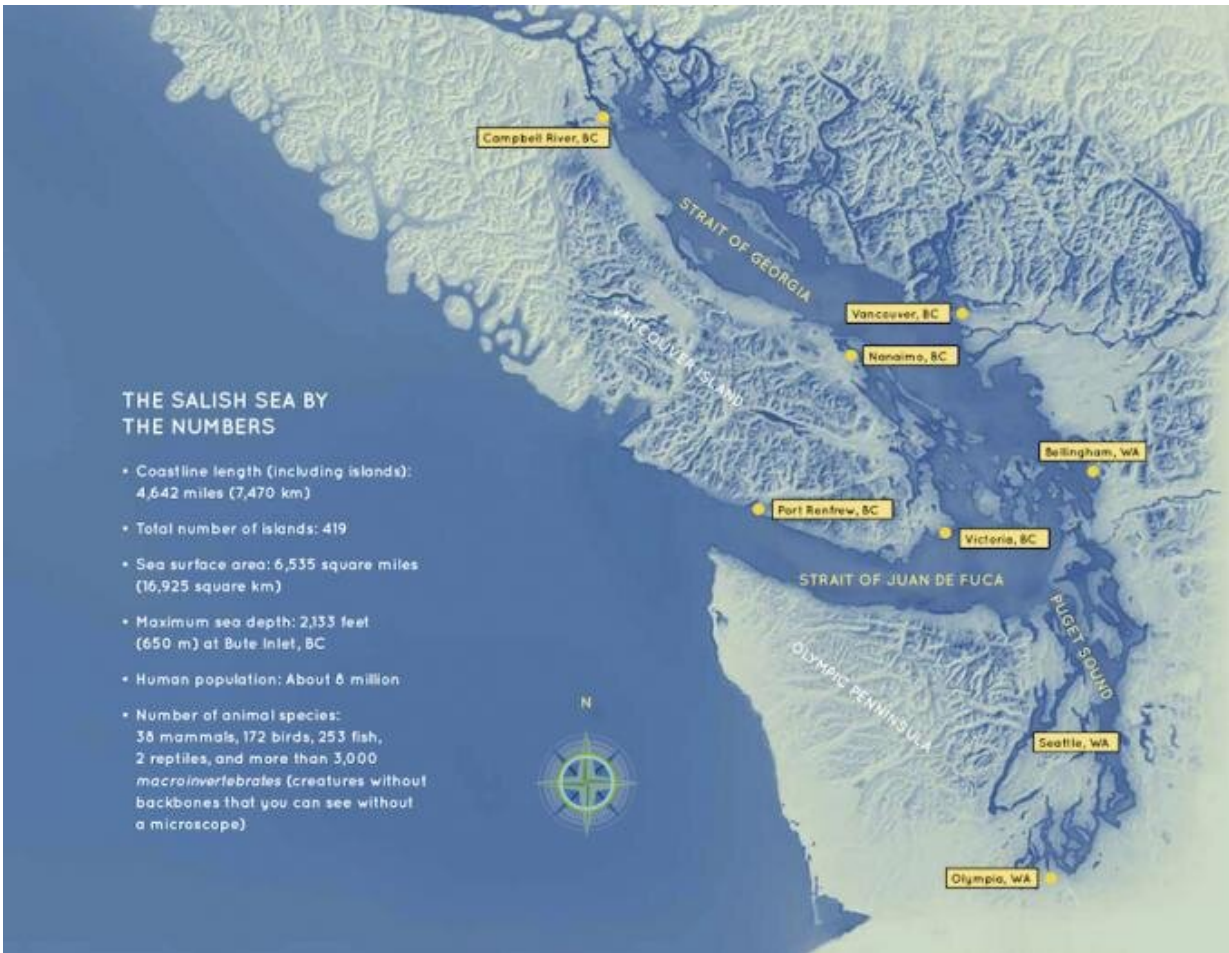 Campbell River, BC
STRAIT OF GEORGIA
Vancouver, BC
VANCOUVER ISLAND
Nanaimo, BC
THE SALISH SEA BY
THE NUMBERS
• Coastline length (including islands):
4,642 miles (7,470 km)
• Total number of islands: 419
• Sea surface area: 6,535 square miles
(16,925 square km)
• Maximum sea depth: 2,133 feet
(650 m) at Bute Inlet, BC
• Human population: About 8 million
• Number of animal species:
38 mammals, 172 birds, 253 fish,
2 reptiles, and more than 3,000
macroinvertebrates (creatures without
backbones that you can see without
a microscope)
Bellingham, WA
Port Renfrew, BC
Victoria, BC
STRAIT OF JUAN DE FUCA
PUGET SOUND
OLYMPIC PENNINSULA
N
Seattle, WA
Olympia, WA